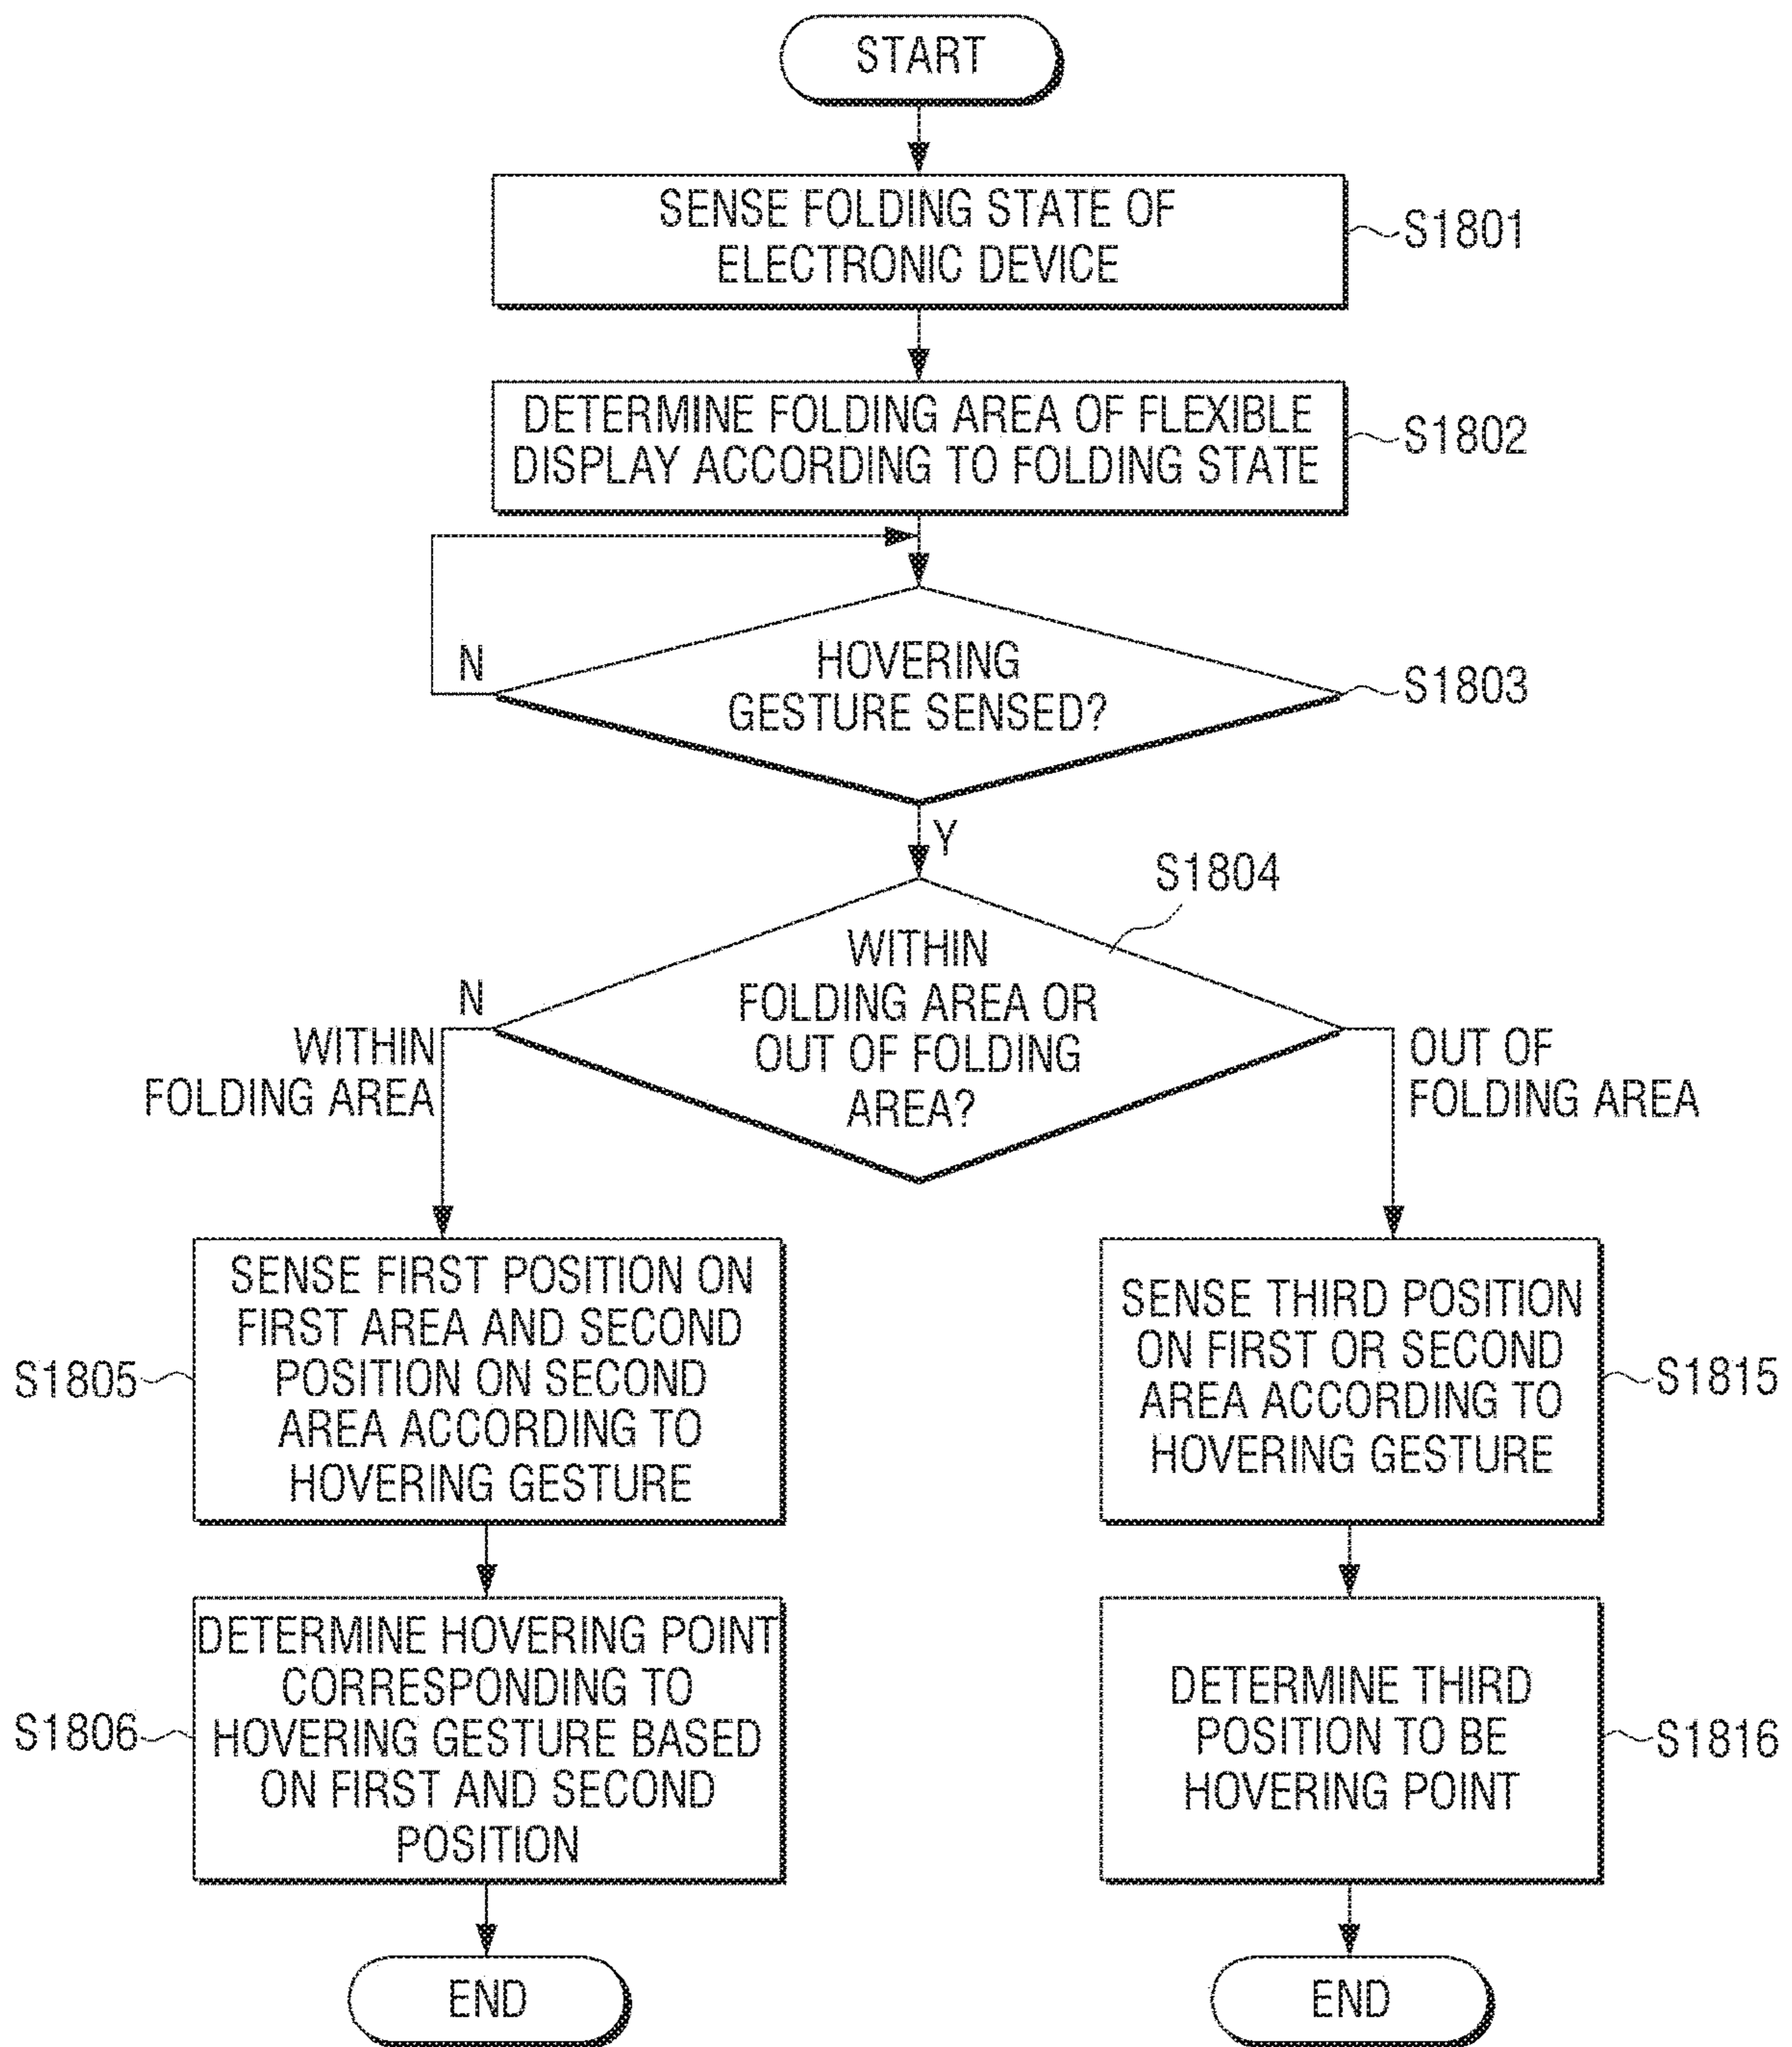 START
SENSE FOLDING STATE OF
ELECTRONIC DEVICE
S1801
DETERMINE FOLDING AREA OF FLEXIBLE
DISPLAY ACCORDING TO FOLDING STATE
S1802
N
HOVERING
GESTURE SENSED?
S1803
Y
S1804
N
WITHIN
FOLDING AREA OR
OUT OF FOLDING
AREA?
WITHIN
FOLDING AREA
OUT OF
FOLDING AREA
SENSE FIRST POSITION ON
FIRST AREA AND SECOND
POSITION ON SECOND
AREA ACCORDING TO
HOVERING GESTURE
S1805
SENSE THIRD POSITION
ON FIRST OR SECOND
AREA ACCORDING TO
HOVERING GESTURE
S1815
DETERMINE HOVERING POINT
CORRESPONDING TO
HOVERING GESTURE BASED
ON FIRST AND SECOND
POSITION
S1806
DETERMINE THIRD
POSITION TO BE
HOVERING POINT
S1816
END
END